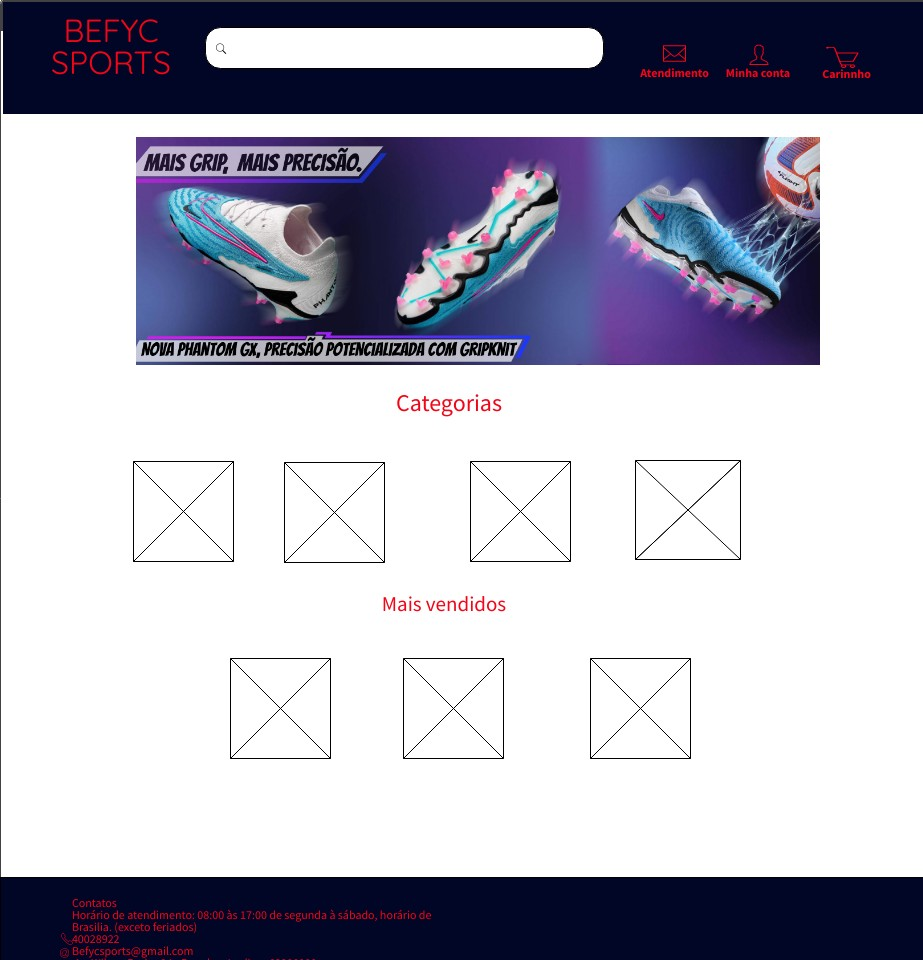 BEFYC
SPORTS
Atendimento
Minha conta
Carinnho
MAIS GRIP, MAIS PRECISÃO.
PHANTOM
NOVA PHANTOM GX, PRECISÃO POTENCIALIZADA COM GRIPKNIT
Categorias
Mais vendidos
Contatos
Horário de atendimento: 08:00 às 17:00 de segunda à sábado, horário de
Brasilia. (exceto feriados)
40028922
Befycsports@gmail.com